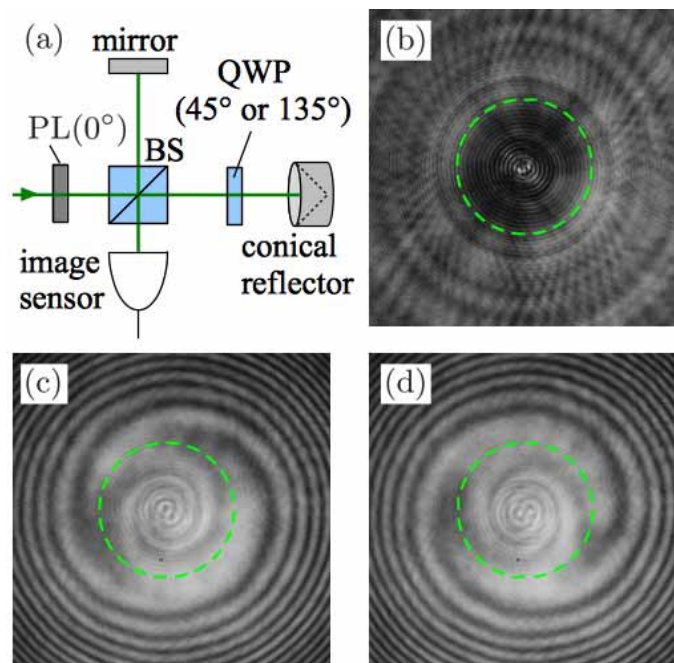 (a)
mirror
QWP
(45° or 135°)
PL(0°)
BS
image
sensor
conical
reflector
(b)
(c)
(d)